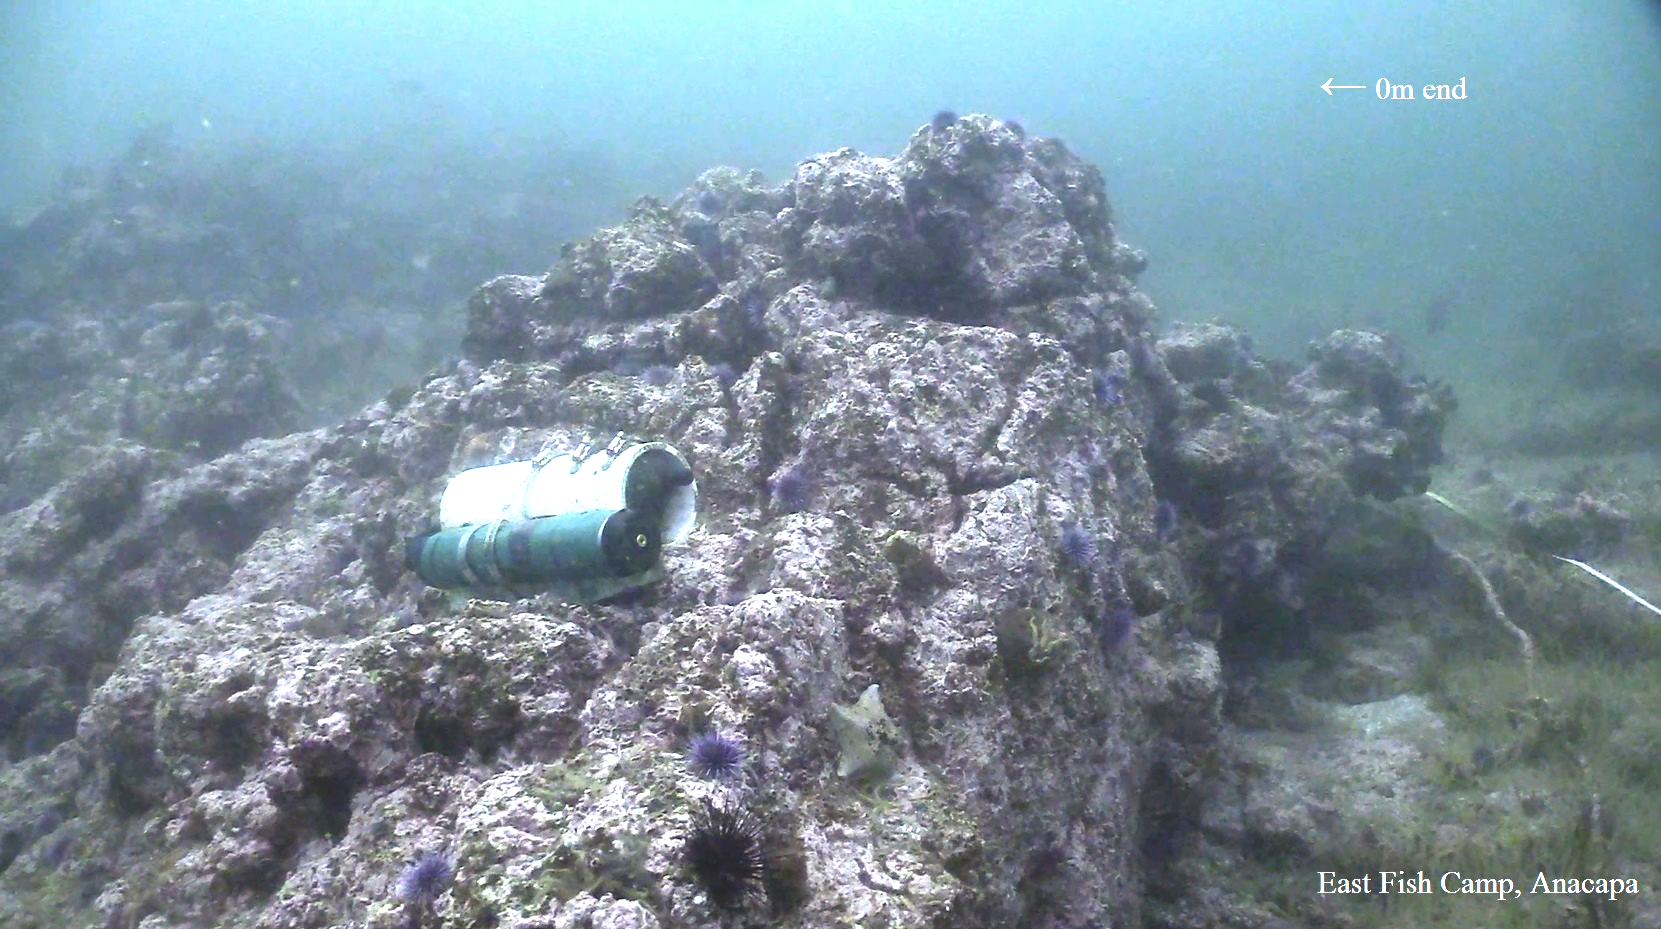 ← 0m end
East Fish Camp, Anacapa